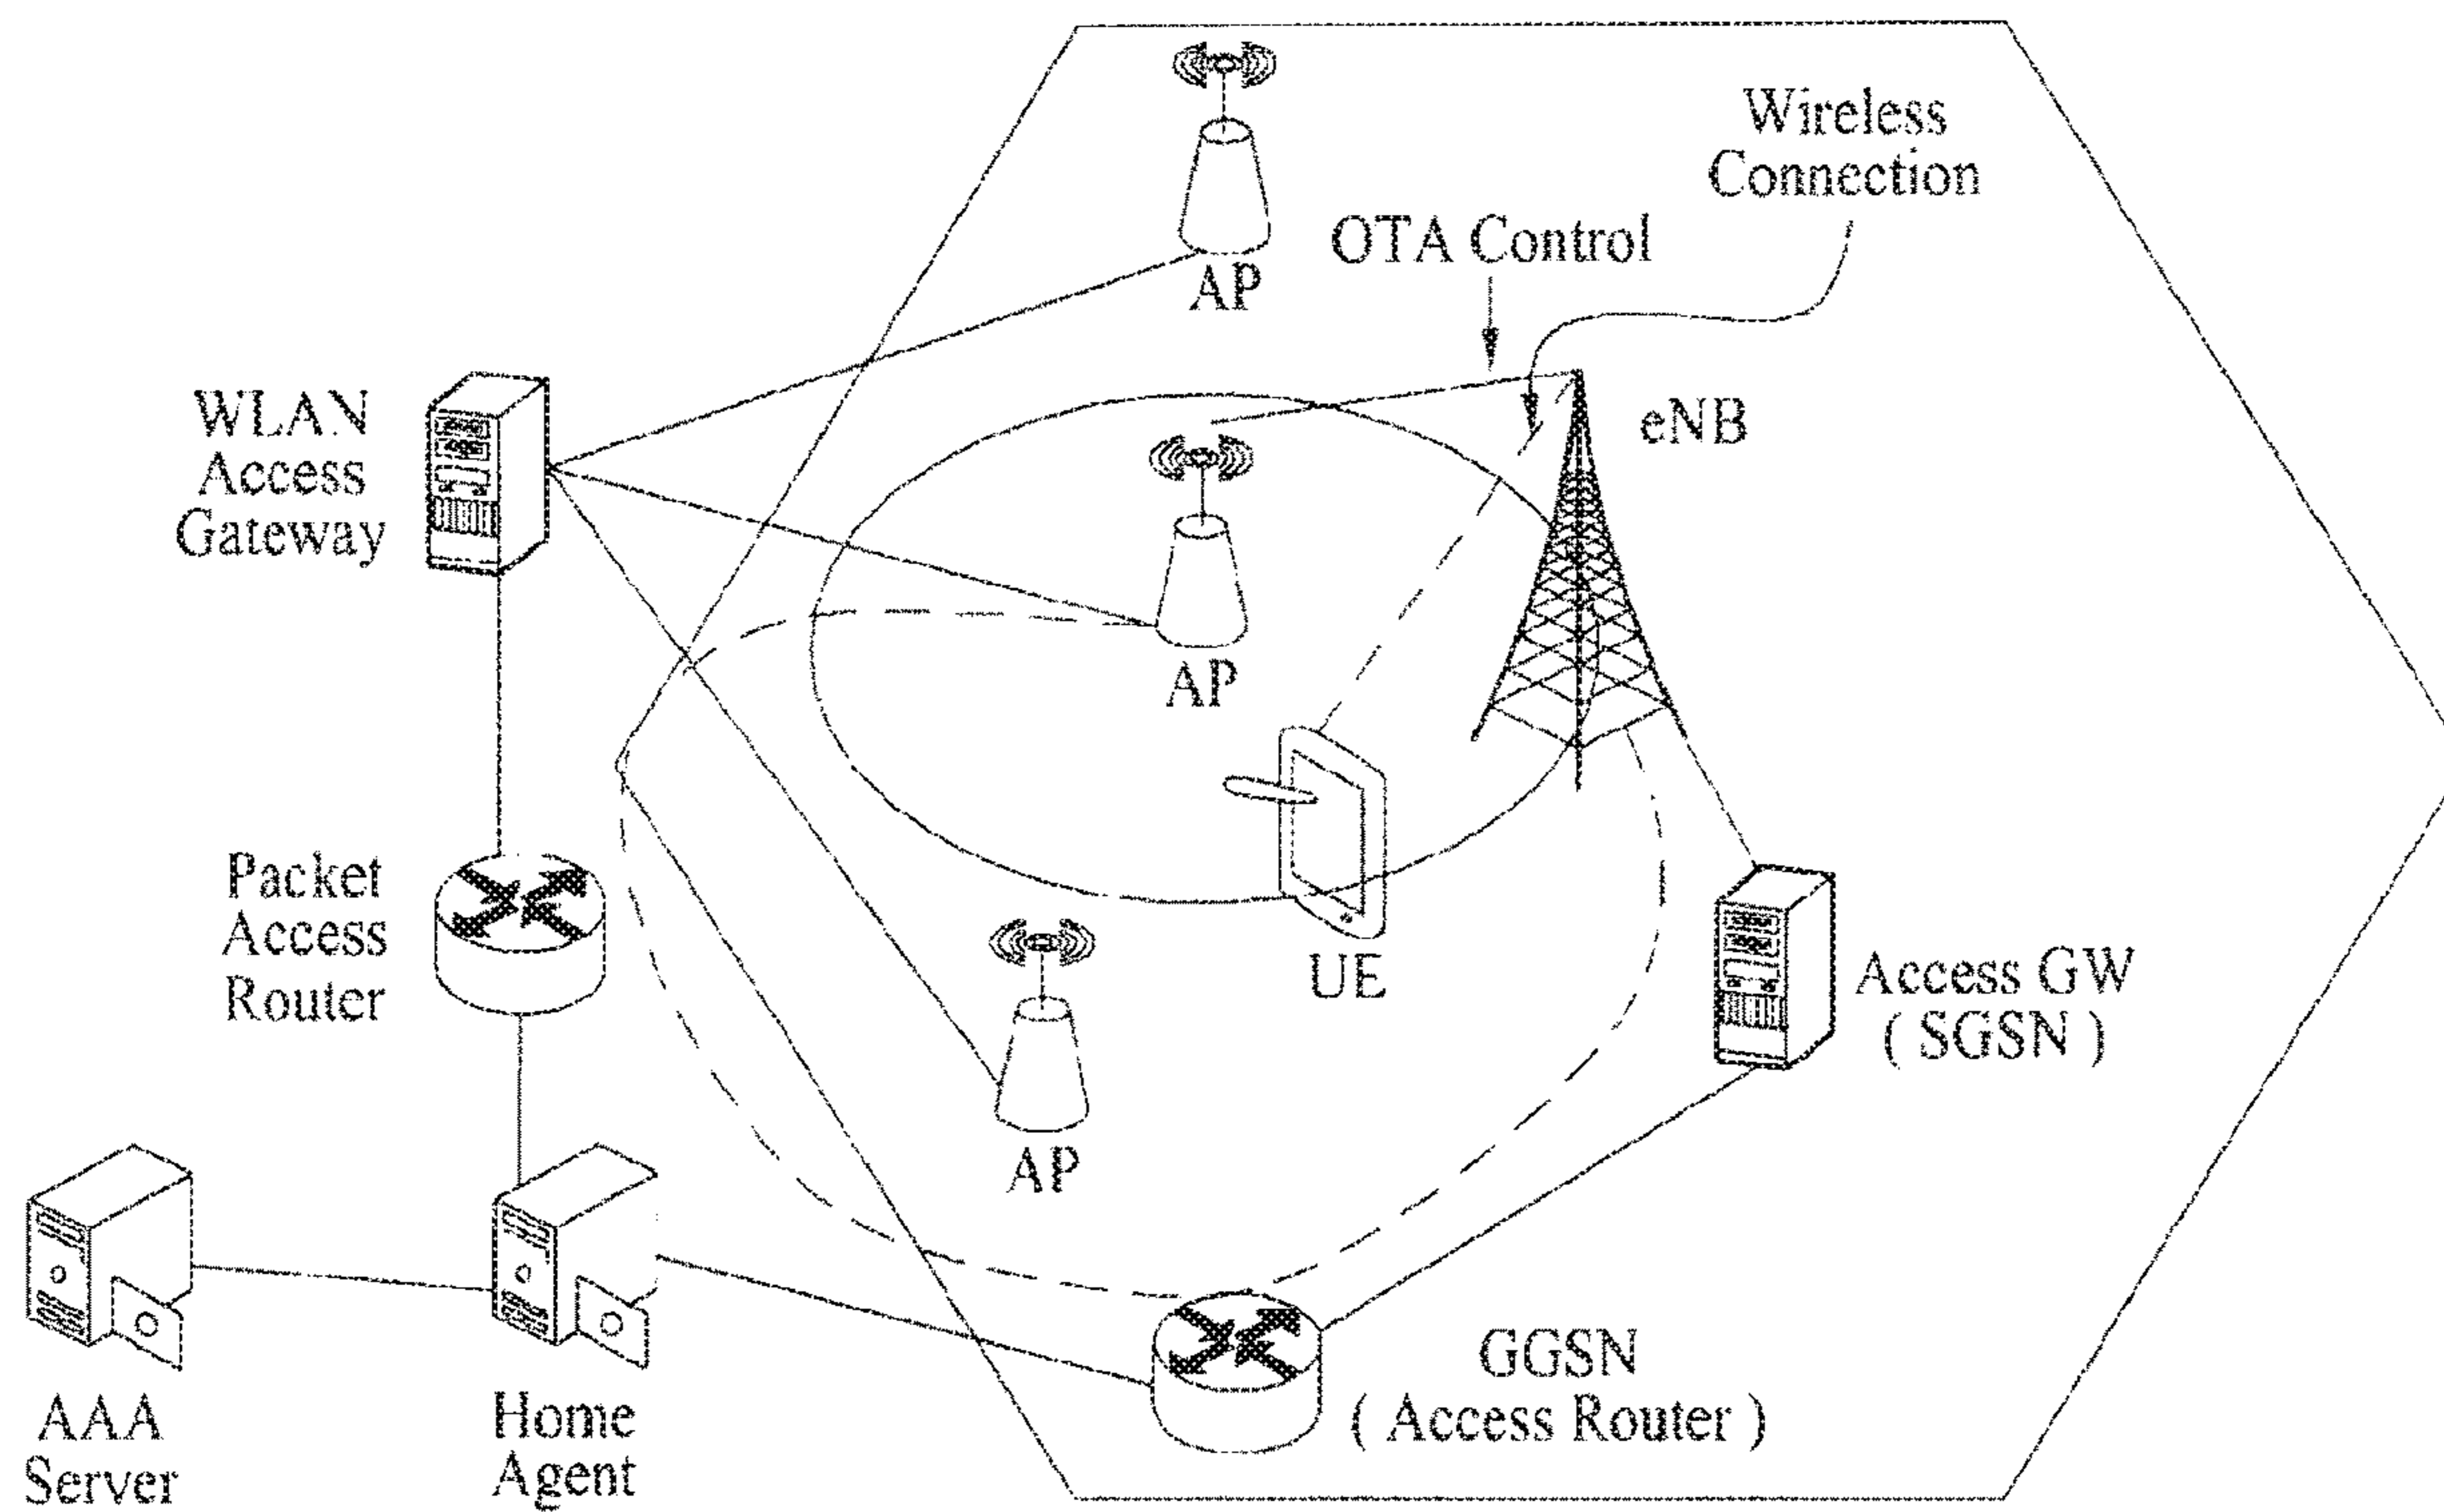 Wireless
Connection
OTA Control
AP
eNB
WLAN
Access
Gateway
AP
Packet
Access
Router
UE
Access GW
( SGSN )
AP
GGSN
( Access Router )
AAA
Server
Home
Agent